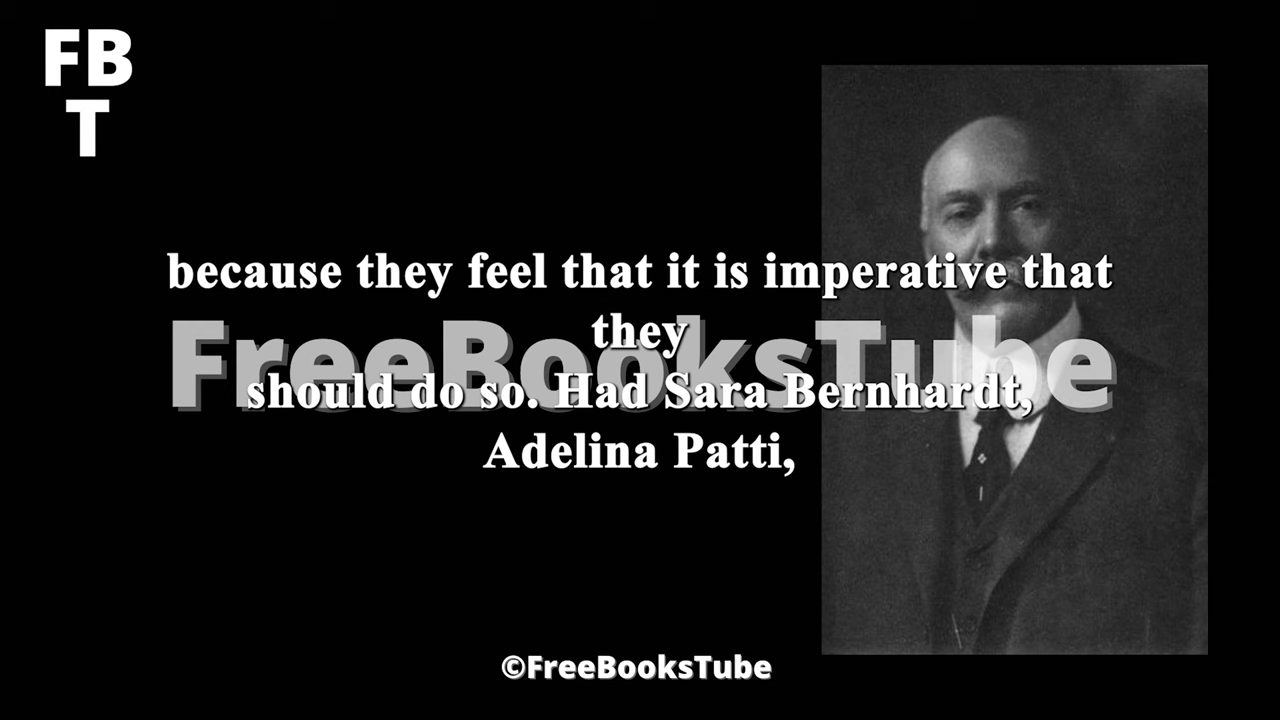 FB
T
because they feel that it is imperative that
they
FreeBooksTube
should do so. Had Sara Bernhardt,
Adelina Patti,
©FreeBooksTube